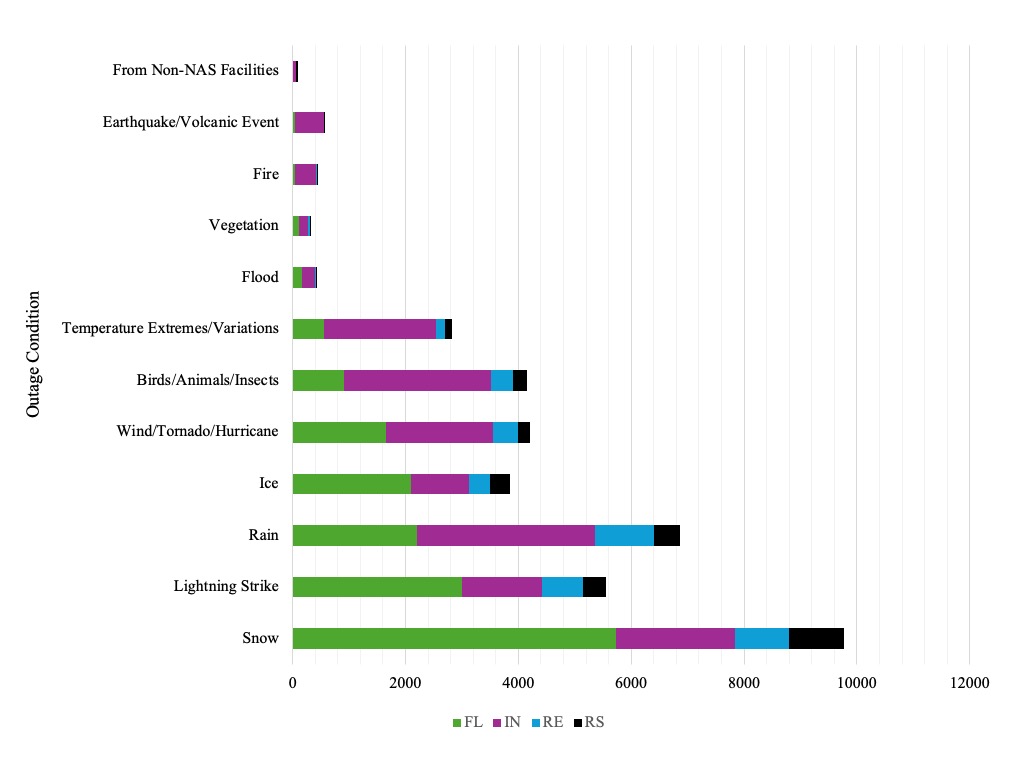 From Non-NAS Facilities
Earthquake/Volcanic Event
Fire
Vegetation
Flood
Temperature Extremes/Variations
Birds/Animals/Insects
Wind/Tornado/Hurricane
Ice
Rain
Lightning Strike
Snow
Outage Condition
0 2000 4000 6000 8000 10000 12000
FL IN RE RS